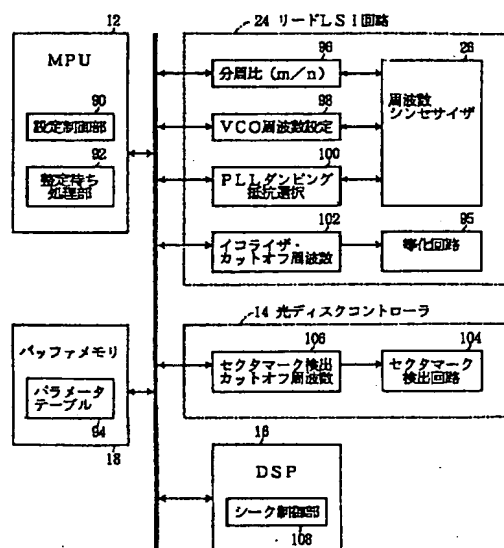 12
MPU
90
設定制御部
92
整定待ち
処理部
24 リードLSI回路
96
分周比(m/n)
98
VCO周波数設定
100
PLLダンピング
抵抗選択
102
イコライザ・
カットオフ周波数
26
周波数
シンセサイザ
95
等化回路
14 光ディスクコントローラ
106
セクタマーク検出
カットオフ周波数
104
セクタマーク
検出回路
バッファメモリ
パラメータ
テーブル
94
18
16
DSP
シーク制御部
108